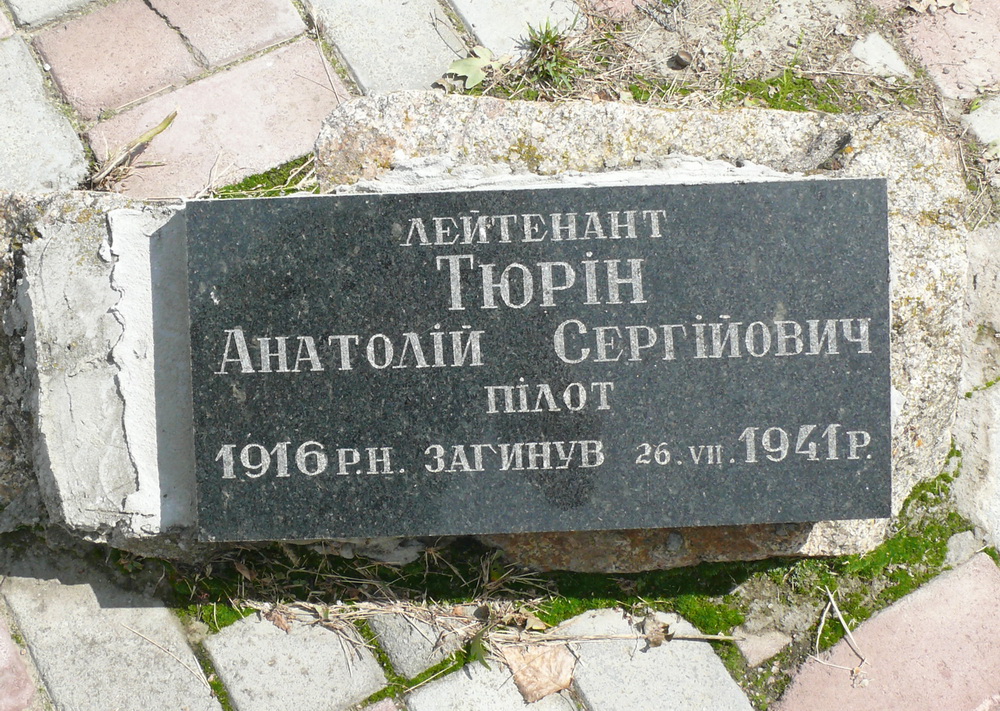 ЛЕЙТЕНАНТ
ТЮРІН
АНАТОЛІЙ СЕРГІЙОВИЧ
ПІЛОТ
1916 Р.Н. ЗАГИНУВ 26.VII.1941Р.